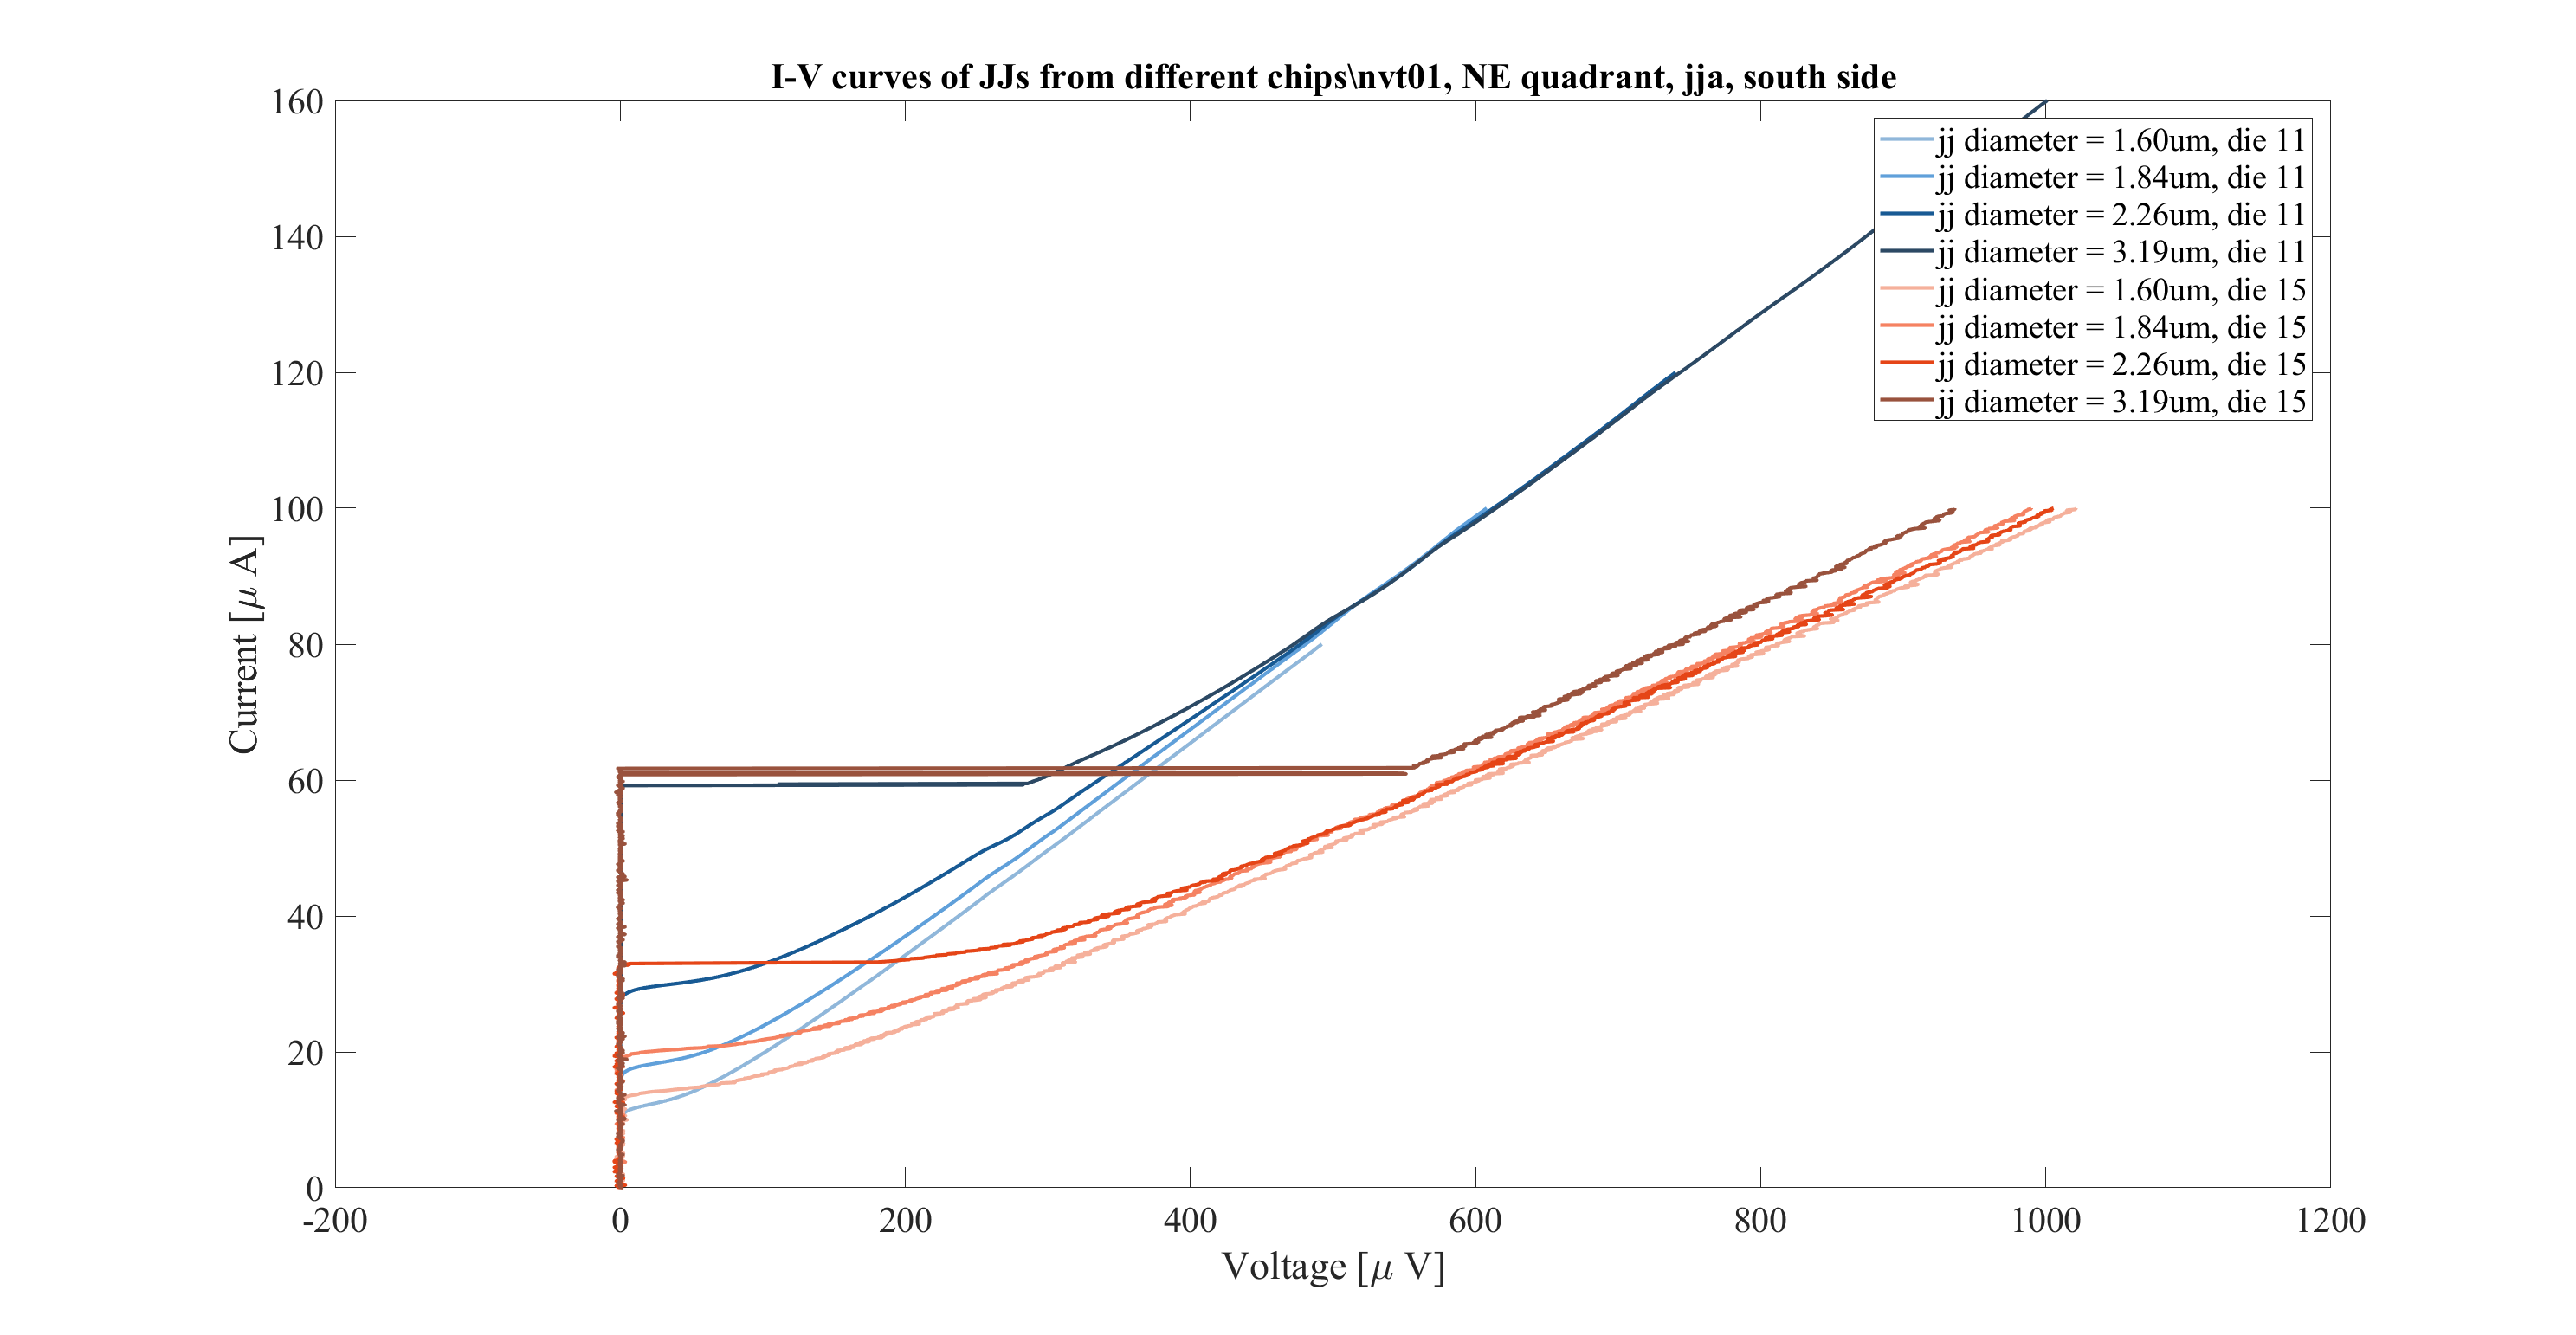 I-V curves of JJs from different chips\nvt01, NE quadrant, jja, south side
160
140
120
100
80
60
40
20
0
Current [μ A]
jj diameter = 1.60um, die 11
jj diameter = 1.84um, die 11
jj diameter = 2.26um, die 11
jj diameter = 3.19um, die 11
jj diameter = 1.60um, die 15
jj diameter = 1.84um, die 15
jj diameter = 2.26um, die 15
jj diameter = 3.19um, die 15
-200 0 200 400 600 800 1000 1200
Voltage [μ V]